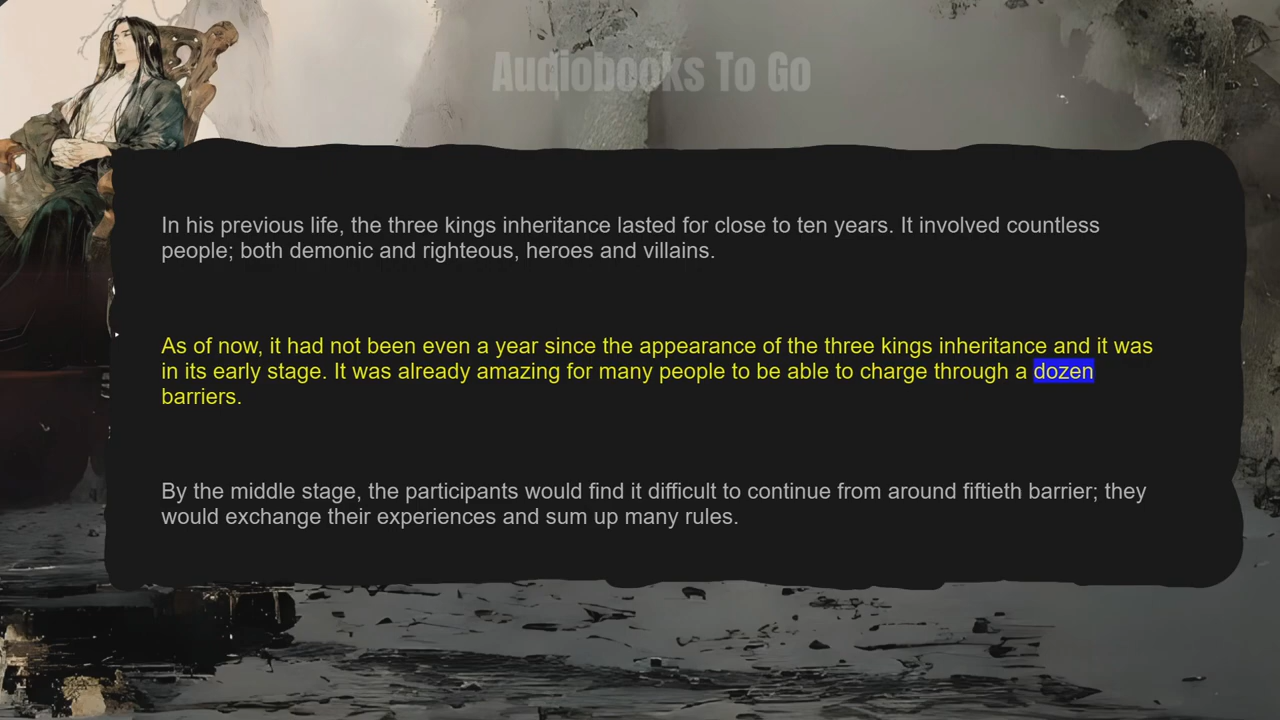 Audiobooks To Go
In his previous life, the three kings inheritance lasted for close to ten years. It involved countless
people; both demonic and righteous, heroes and villains.
As of now, it had not been even a year since the appearance of the three kings inheritance and it was
in its early stage. It was already amazing for many people to be able to charge through a dozen
barriers.
By the middle stage, the participants would find it difficult to continue from around fiftieth barrier; they
would exchange their experiences and sum up many rules.